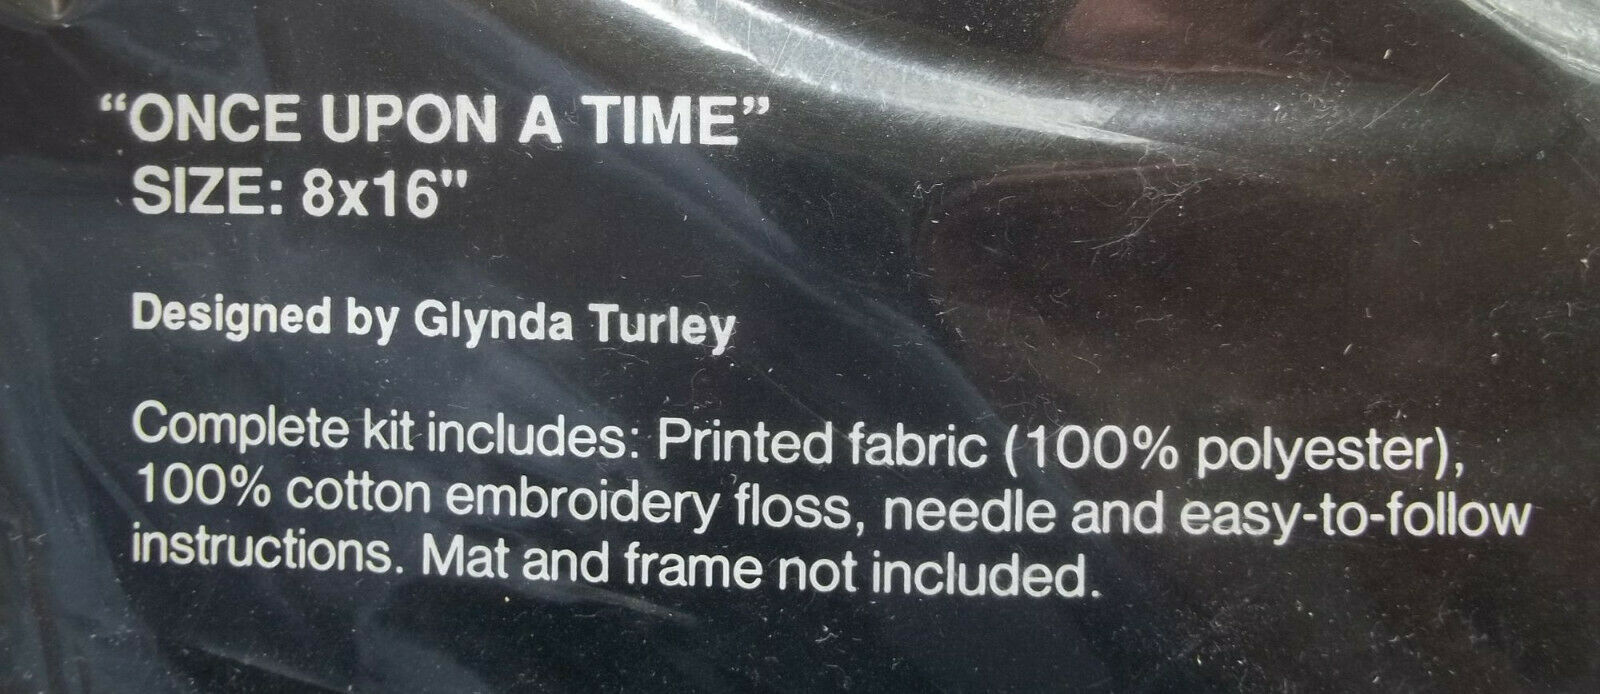 “ONCE UPON A TIME”
SIZE: 8x16"
Designed by Glynda Turley
Complete kit includes: Printed fabric (100% polyester),
100% cotton embroidery floss, needle and easy-to-follow
instructions. Mat and frame not included.